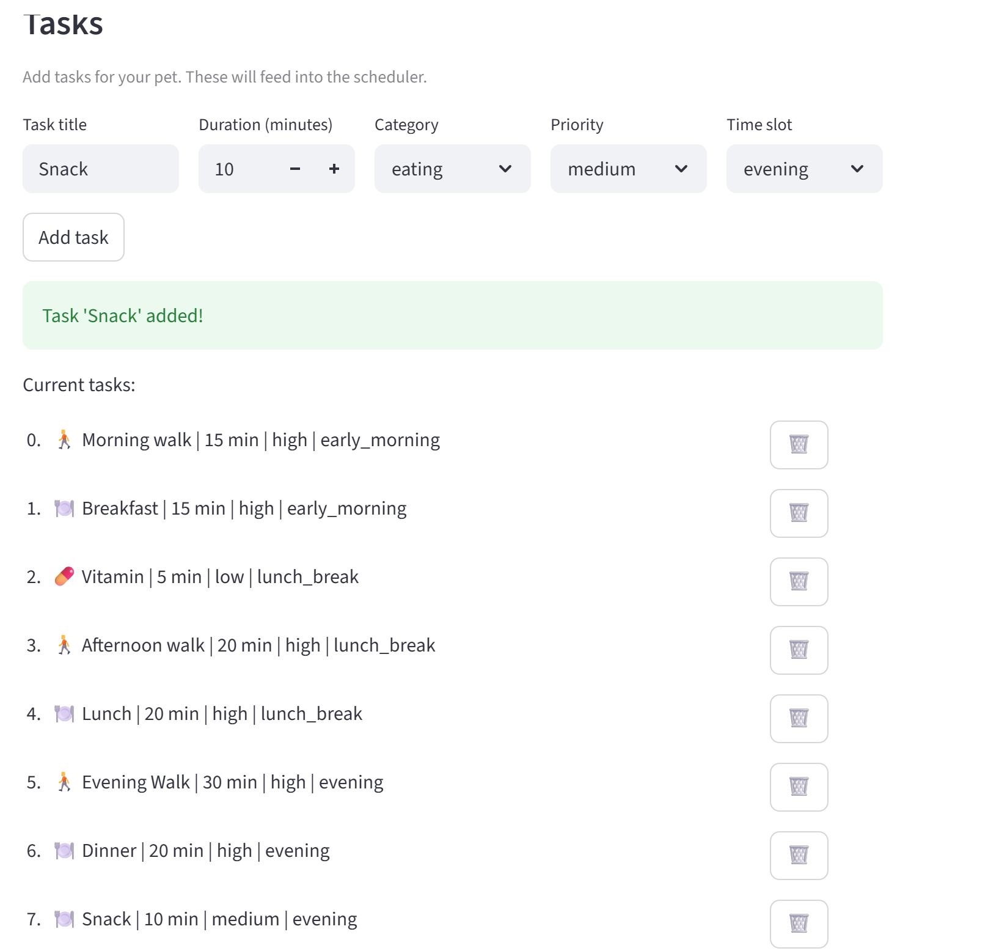 Tasks
Add tasks for your pet. These will feed into the scheduler.
Task title Duration (minutes) Category Priority Time slot
Snack 10 − + eating medium evening
Add task
Task 'Snack' added!
Current tasks:
0. 🚶 Morning walk | 15 min | high | early_morning
1. 🍽️ Breakfast | 15 min | high | early_morning
2. 💊 Vitamin | 5 min | low | lunch_break
3. 🚶 Afternoon walk | 20 min | high | lunch_break
4. 🍽️ Lunch | 20 min | high | lunch_break
5. 🚶 Evening Walk | 30 min | high | evening
6. 🍽️ Dinner | 20 min | high | evening
7. 🍽️ Snack | 10 min | medium | evening